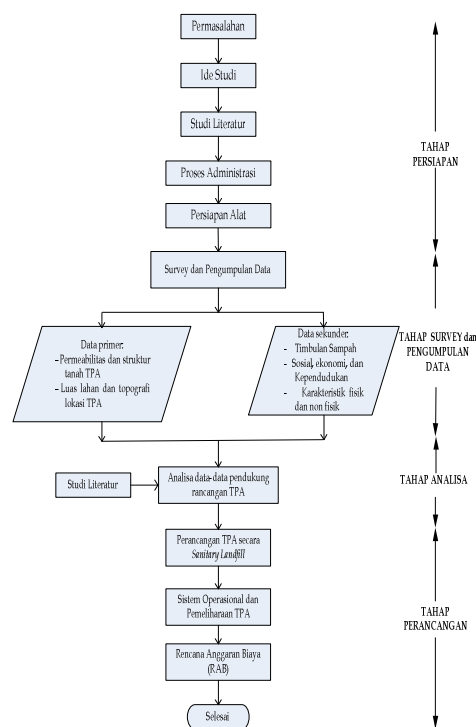 Permasalahan
Ide Studi
Studi Literatur
Proses Administrasi
Persiapan Alat
TAHAP
PERSIAPAN
Survey dan Pengumpulan Data
Data primer:
– Permeabilitas dan struktur
tanah TPA
– Luas lahan dan topografi
lokasi TPA
Data sekunder:
- Timbulan Sampah
- Sosial, ekonomi, dan
Kependudukan
- Karakteristik fisik
dan non fisik
TAHAP SURVEY dan
PENGUMPULAN
DATA
Studi Literatur
Analisa data-data pendukung
rancangan TPA
TAHAP ANALISA
Perancangan TPA secara
Sanitary Landfill
Sistem Operasional dan
Pemeliharaan TPA
Rencana Anggaran Biaya
(RAB)
Selesai
TAHAP
PERANCANGAN